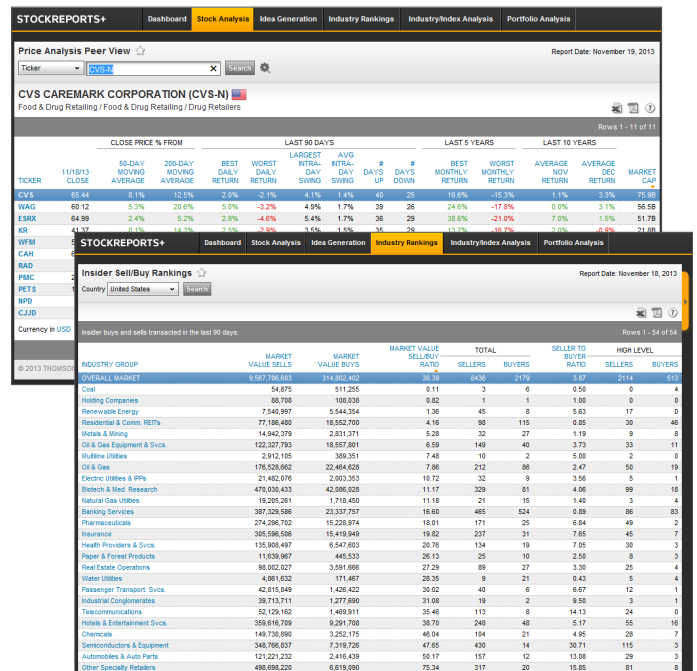 STOCKREPORTS+ Dashboard Stock Analysis Idea Generation Industry Rankings Industry/Index Analysis Portfolio Analysis
Price Analysis Peer View Report Date: November 19, 2013
Ticker CVS-N X Search
CVS CAREMARK CORPORATION (CVS-N)
Food & Drug Retailing / Food & Drug Retailing / Drug Retailers
Rows 1 - 11 of 11
CLOSE PRICE % FROM LAST 90 DAYS LAST 5 YEARS LAST 10 YEARS
TICKER 11/18/13 CLOSE 50-DAY MOVING AVERAGE 200-DAY MOVING AVERAGE BEST DAILY RETURN WORST DAILY RETURN LARGEST INTRA-DAY SWING AVG INTRA-DAY SWING # DAYS UP # DAYS DOWN BEST MONTHLY RETURN WORST MONTHLY RETURN AVERAGE NOV RETURN AVERAGE DEC RETURN MARKET CAP
CVS 65.44 8.1% 12.5% 2.0% -2.1% 4.1% 1.4% 40 25 16.6% -15.3% 1.1% 3.3% 75.9B
WAG 60.12 5.3% 20.6% 5.0% -3.2% 4.9% 1.7% 39 26 24.6% -17.8% 0.0% 3.1% 56.5B
ESRX 64.99 2.4% 5.2% 2.8% -4.6% 5.4% 1.7% 36 29 38.6% -21.0% 7.0% 1.5% 51.7B
KR 41.37 0.1% 14.3% 2.5% -2.9% 3.5% 1.5% 35 29 13.7% -16.7% 2.0% -0.9% 21.8B
WFM 5
CAH 6
RAD
PMC 2
PETS 1
NPD
CJJD
Currency in USD
© 2013 THOMSON
STOCKREPORTS+ Dashboard Stock Analysis Idea Generation Industry Rankings Industry/Index Analysis Portfolio Analysis
Insider Sell/Buy Rankings Report Date: November 18, 2013
Country United States Search
Insider buys and sells transacted in the last 90 days. Rows 1 - 54 of 54
TOTAL HIGH LEVEL
INDUSTRY GROUP MARKET VALUE SELLS MARKET VALUE BUYS MARKET VALUE SELL/BUY RATIO SELLERS BUYERS SELLER TO BUYER RATIO SELLERS BUYERS
OVERALL MARKET 9,567,706,603 314,802,402 30.39 8436 2179 3.87 2114 513
Coal 54,875 511,255 0.11 3 6 0.50 0 4
Holding Companies 88,708 108,038 0.82 1 1 1.00 0 0
Renewable Energy 7,540,997 5,544,354 1.36 45 8 5.63 17 0
Residential & Comm. REITs 77,186,480 18,552,700 4.16 98 115 0.85 30 46
Metals & Mining 14,942,379 2,831,371 5.28 32 27 1.19 9 8
Oil & Gas Equipment & Svcs. 122,327,793 18,557,801 6.59 149 40 3.73 33 11
Multiline Utilities 2,912,105 389,351 7.48 10 2 5.00 2 0
Oil & Gas 176,528,662 22,464,628 7.86 212 86 2.47 50 19
Electric Utilities & IPPs 21,482,076 2,003,353 10.72 32 9 3.56 5 1
Biotech & Med. Research 470,030,433 42,086,028 11.17 329 81 4.06 99 18
Natural Gas Utilities 19,205,261 1,718,450 11.18 21 15 1.40 3 4
Banking Services 387,329,586 23,337,757 16.60 465 524 0.89 86 83
Pharmaceuticals 274,296,702 15,228,974 18.01 171 25 6.84 49 2
Insurance 305,596,506 15,419,949 19.82 237 31 7.65 45 7
Health Providers & Svcs. 135,908,497 6,547,603 20.76 134 19 7.05 30 3
Paper & Forest Products 11,639,967 445,533 26.13 25 10 2.50 8 3
Real Estate Operations 98,002,027 3,591,666 27.29 89 27 3.30 25 4
Water Utilities 4,861,632 171,467 28.35 9 21 0.43 5 4
Passenger Transport. Svcs. 42,815,849 1,426,422 30.02 40 6 6.67 12 1
Industrial Conglomerates 39,713,711 1,277,690 31.08 19 2 9.50 3 1
Telecommunications 52,129,162 1,469,911 35.46 113 8 14.13 24 0
Hotels & Entertainment Svcs. 359,616,709 9,291,708 38.70 248 48 5.17 55 16
Chemicals 149,730,890 3,252,175 46.04 104 21 4.95 28 7
Semiconductors & Equipment 348,766,837 7,319,726 47.65 430 14 30.71 115 3
Automobiles & Auto Parts 121,221,232 2,416,439 50.17 157 12 13.08 29 3
Other Specialty Retailers 498,698,220 6,619,090 75.34 317 20 15.85 81 8